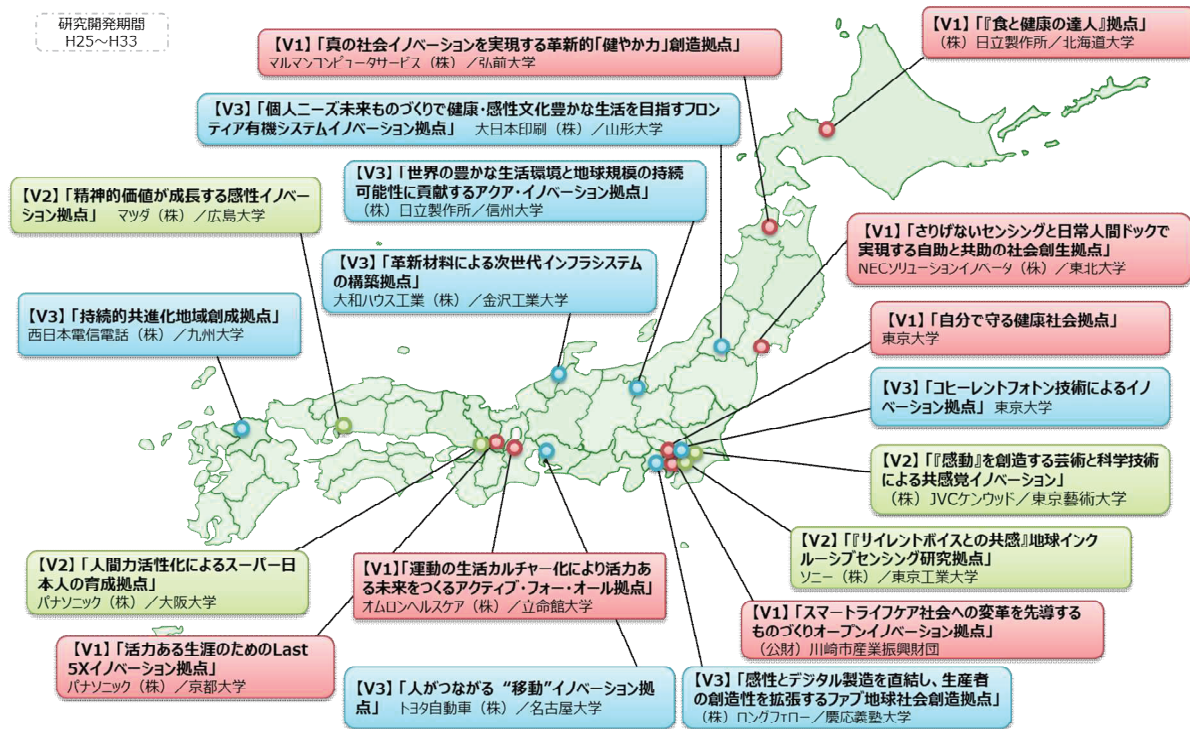 研究開発期間
H25～H33
【V1】「『食と健康の達人』拠点」
（株）日立製作所／北海道大学
【V1】「真の社会イノベーションを実現する革新的「健やか力」創造拠点」
マルマンコンピュータサービス（株）／弘前大学
【V3】「個人ニーズ未来ものづくりで健康・感性文化豊かな生活を目指すフロン
ティア有機システムイノベーション拠点」 大日本印刷（株）／山形大学
【V3】「世界の豊かな生活環境と地球規模の持続
可能性に貢献するアクア・イノベーション拠点」
（株）日立製作所／信州大学
【V2】「精神的価値が成長する感性イノベ
ーション拠点」 マツダ（株）／広島大学
【V1】「さりげないセンシングと日常人間ドックで
実現する自助と共助の社会創生拠点」
NECソリューションイノベータ（株）／東北大学
【V3】「革新材料による次世代インフラシステム
の構築拠点」
大和ハウス工業（株）／金沢工業大学
【V3】「持続的共進化地域創成拠点」
西日本電信電話（株）／九州大学
【V1】「自分で守る健康社会拠点」
東京大学
【V3】「コヒーレントフォトン技術によるイノ
ベーション拠点」 東京大学
【V2】「『感動』を創造する芸術と科学技術
による共感覚イノベーション」
（株）JVCケンウッド／東京藝術大学
【V2】「『サイレントボイスとの共感』地球インク
ルーシブセンシング研究拠点」
ソニー（株）／東京工業大学
【V2】「人間力活性化によるスーパー日
本人の育成拠点」
パナソニック（株）／大阪大学
【V1】「運動の生活カルチャー化により活力あ
る未来をつくるアクティブ・フォー・オール拠点」
オムロンヘルスケア（株）／立命館大学
【V1】「スマートライフケア社会への変革を先導する
ものづくりオープンイノベーション拠点」
（公財）川崎市産業振興財団
【V1】「活力ある生涯のためのLast
5Xイノベーション拠点」
パナソニック（株）／京都大学
【V3】「人がつながる “移動”イノベーション拠
点」 トヨタ自動車（株）／名古屋大学
【V3】「感性とデジタル製造を直結し、生産者
の創造性を拡張するファブ地球社会創造拠点」
（株）ロングフェロー／慶応義塾大学